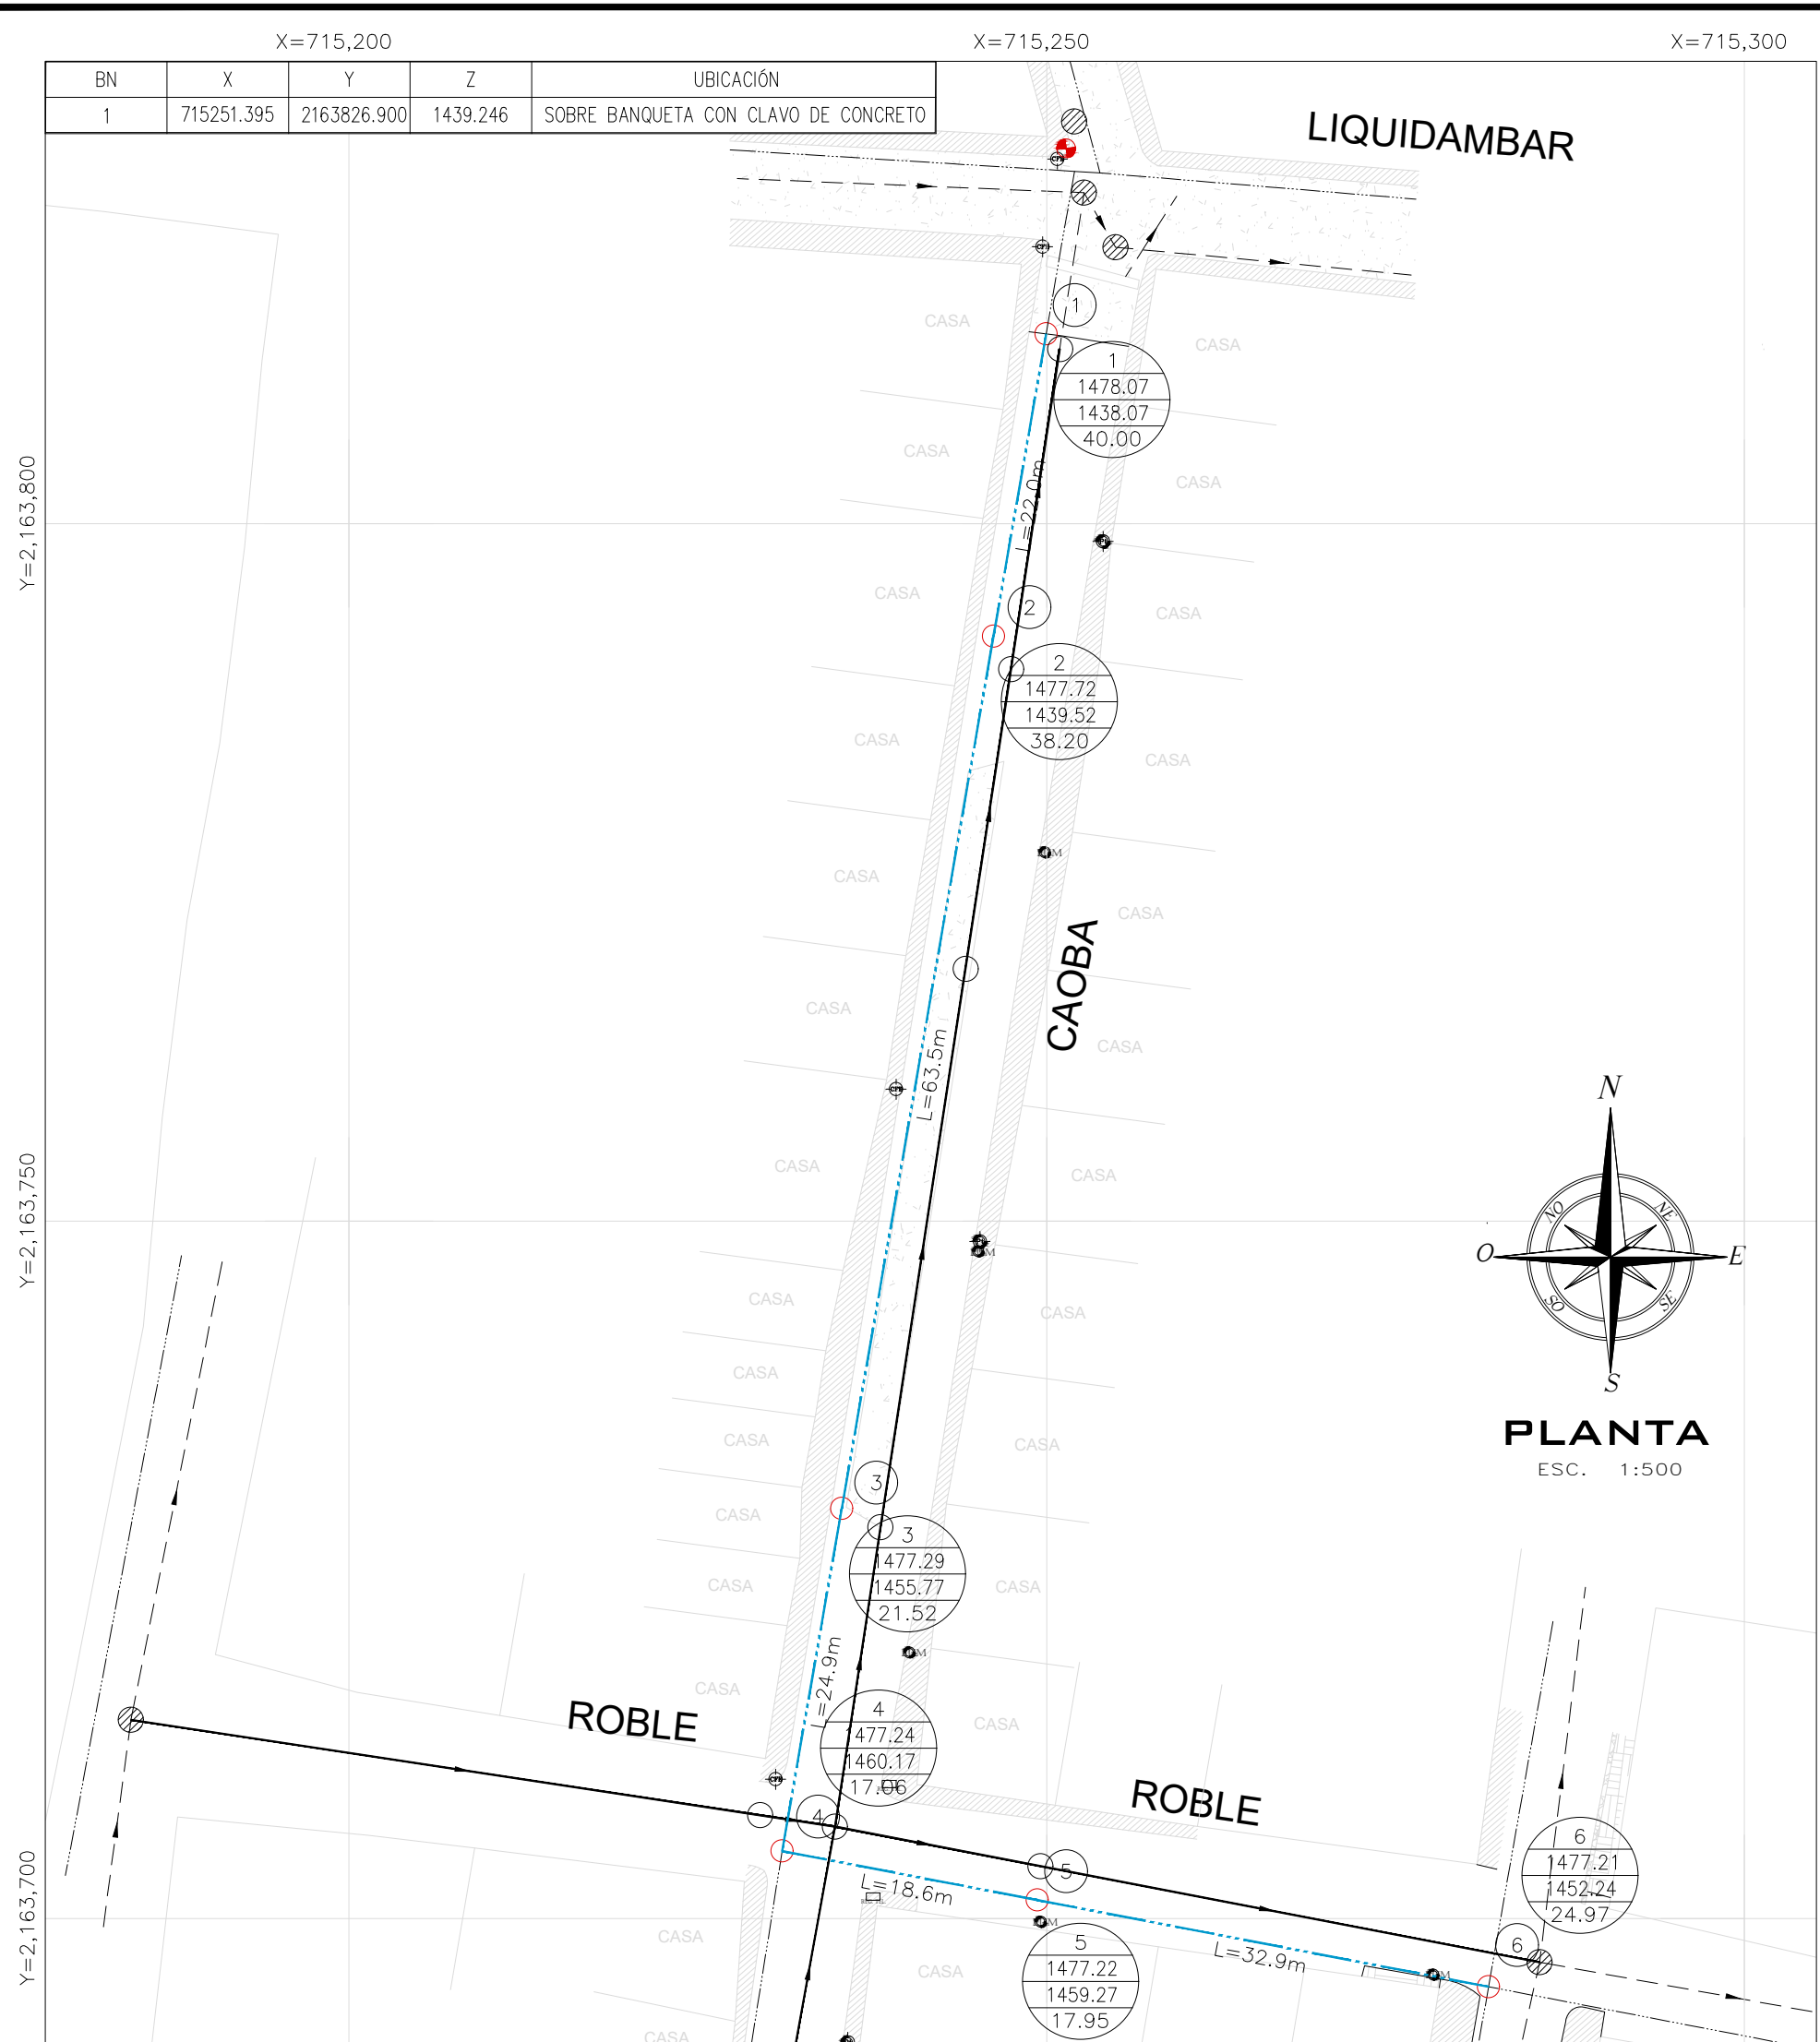 X=715,200
X=715,250
X=715,300
BN X Y Z UBICACIÓN
1 715251.395 2163826.900 1439.246 SOBRE BANQUETA CON CLAVO DE CONCRETO
LIQUIDAMBAR
1
CASA
CASA
1
1478.07
1438.07
40.00
CASA
L=22.0m
CASA
Y=2,163,800
CASA
2
CASA
2
1477.72
1439.52
38.20
CASA
CASA
CASA
CASA
CAOBA
CASA
L=63.5m
CASA
N
CASA
CASA
Y=2,163,750
NO
NE
O
E
SO
SE
S
CASA
CASA
CASA
PLANTA
ESC. 1:500
CASA
CASA
3
CASA
3
1477.29
1455.77
21.52
CASA
CASA
L=24.9m
CASA
ROBLE
4
1477.24
1460.17
17.06
CASA
ROBLE
4
5
6
1477.21
1452.24
24.97
Y=2,163,700
L=18.6m
CASA
6
L=32.9m
CASA
5
1477.22
1459.27
17.95
CASA